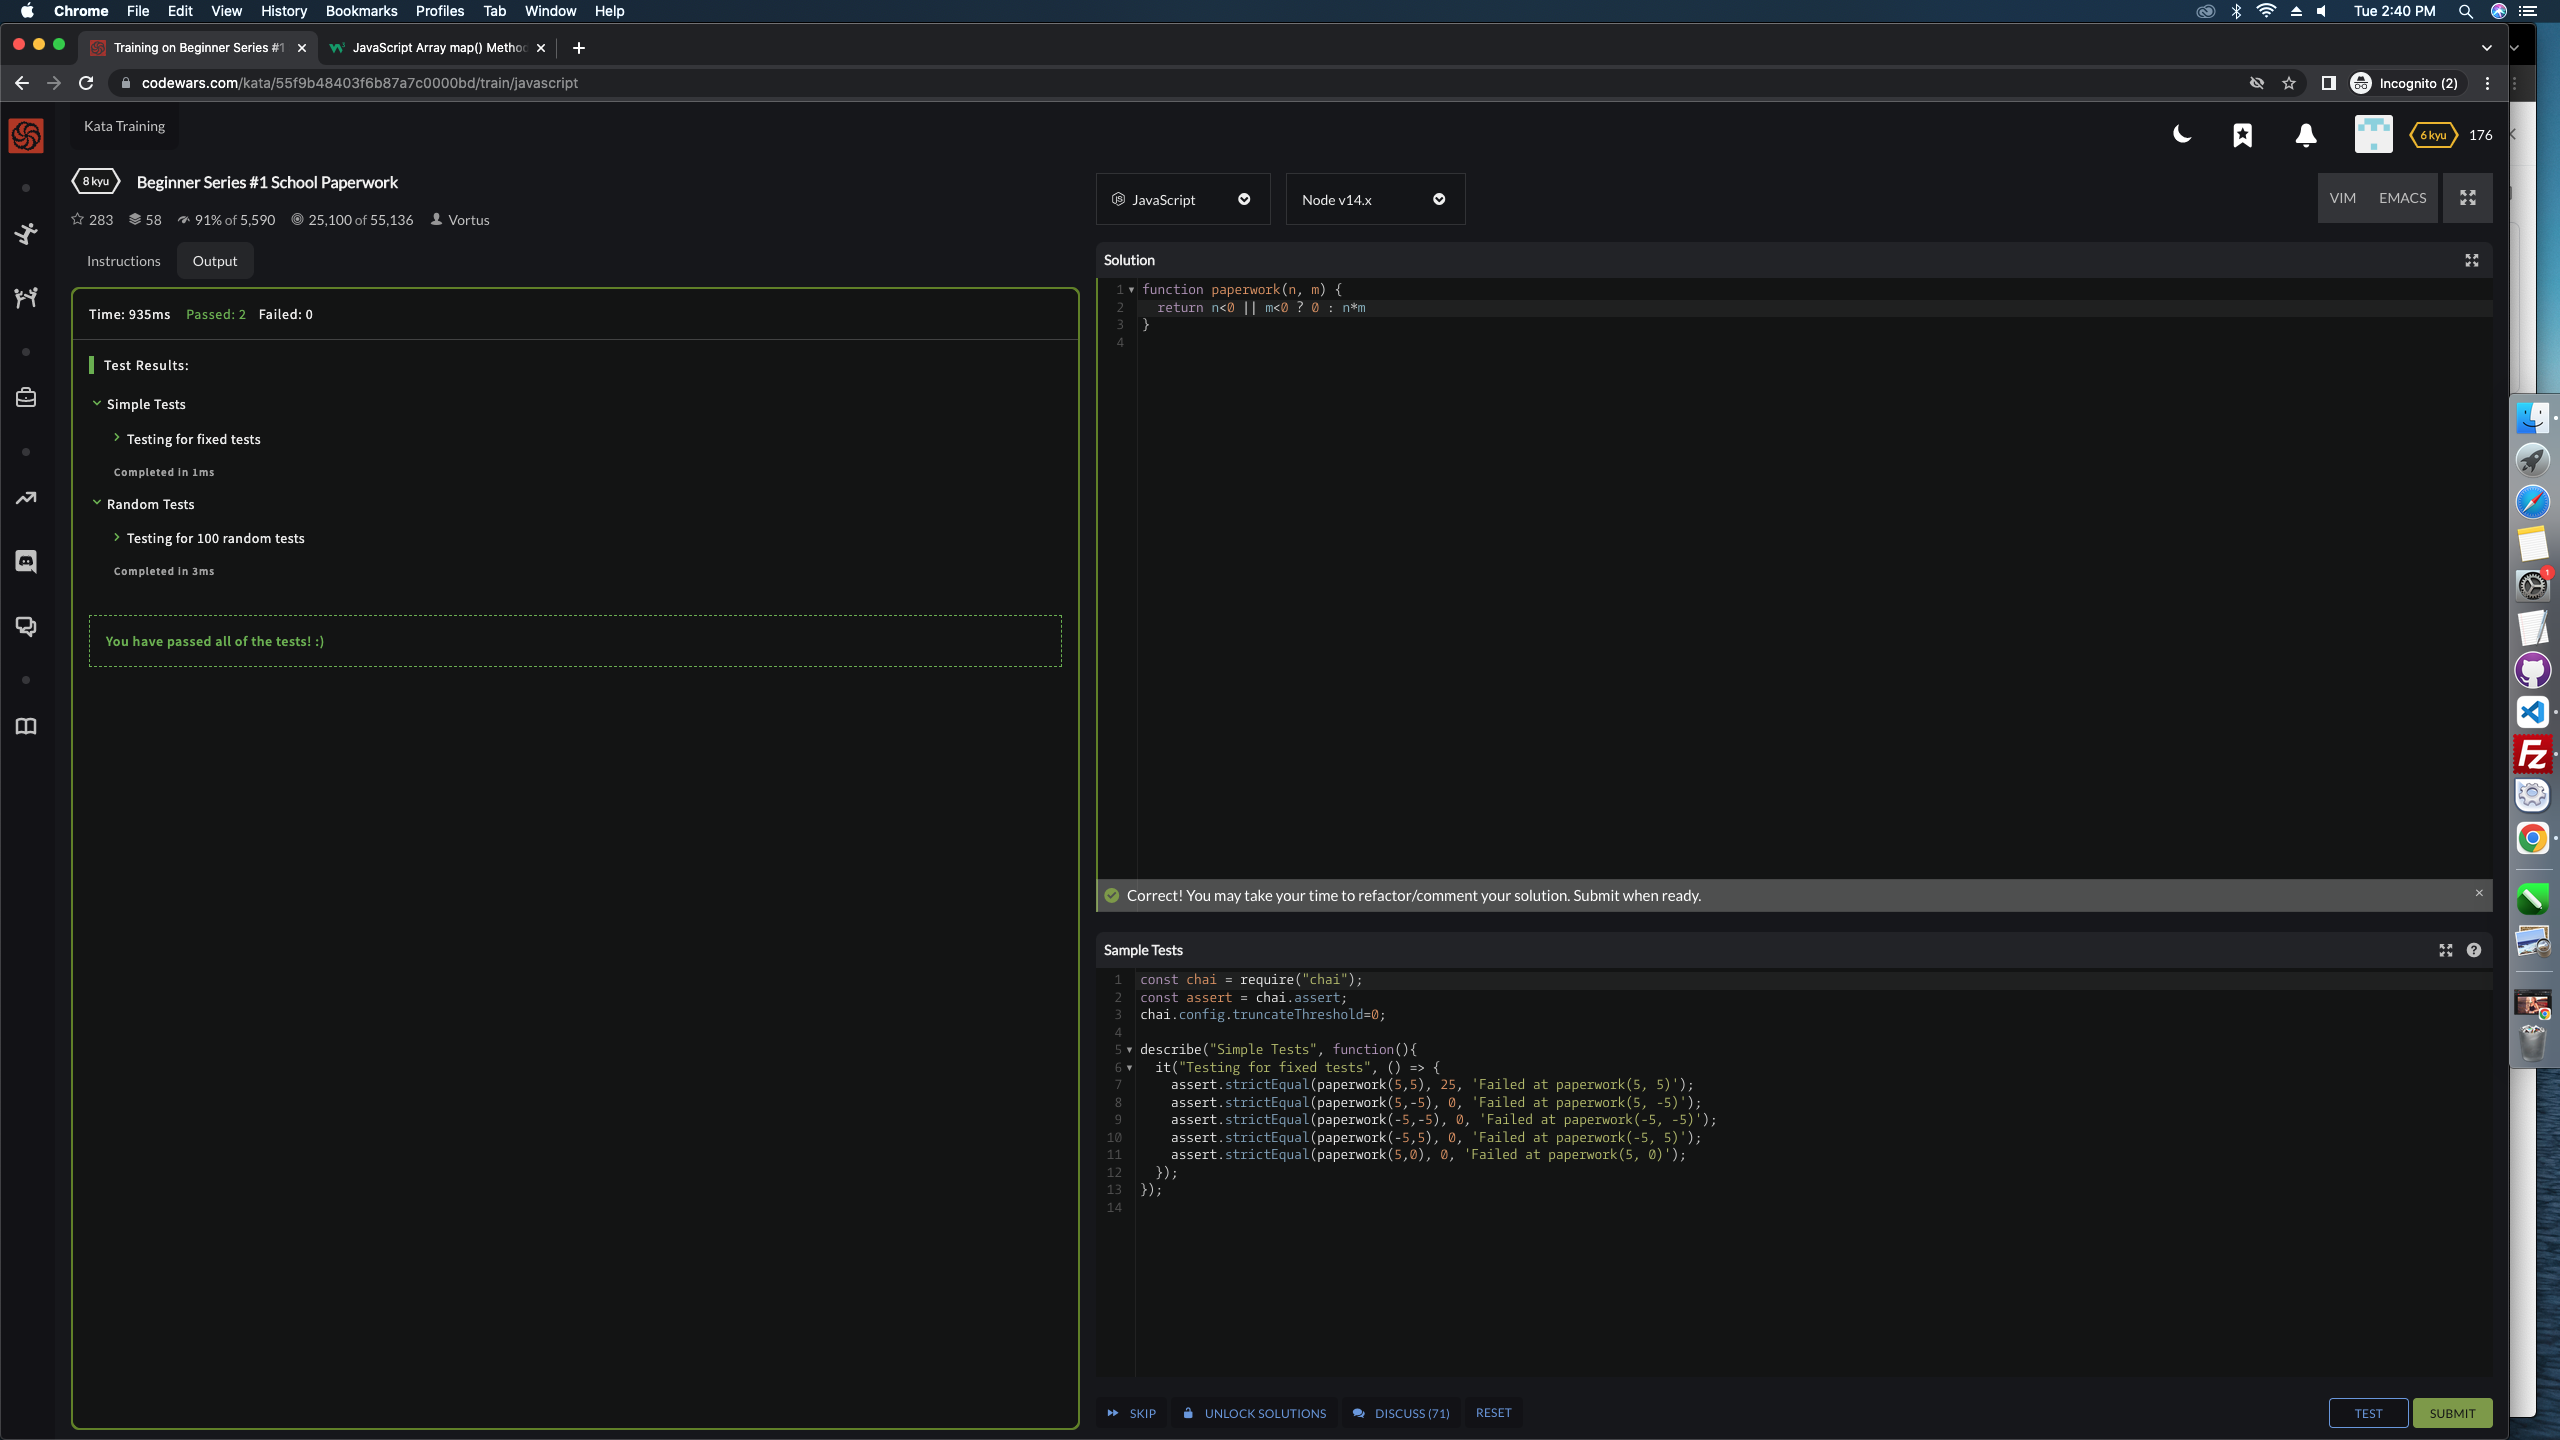 Chrome File Edit View History Bookmarks Profiles Tab Window Help Tue 2:40 PM
Training on Beginner Series #1 JavaScript Array map() Metho
codewars.com/kata/55f9b48403f6b87a7c0000bd/train/javascript Incognito (2)
Kata Training
6 kyu 176
8 kyu Beginner Series #1 School Paperwork
283 58 91% of 5,590 25,100 of 55,136 Vortus
JavaScript Node v14.x VIM EMACS
Instructions Output
Time: 935ms Passed: 2 Failed: 0
Test Results:
Simple Tests
Testing for fixed tests
Completed in 1ms
Random Tests
Testing for 100 random tests
Completed in 3ms
You have passed all of the tests! :)
Solution
1 function paperwork(n, m) {
2 return n<0 || m<0 ? 0 : n*m
3 }
4
Correct! You may take your time to refactor/comment your solution. Submit when ready.
Sample Tests
1 const chai = require("chai");
2 const assert = chai.assert;
3 chai.config.truncateThreshold=0;
4
5 describe("Simple Tests", function(){
6 it("Testing for fixed tests", () => {
7 assert.strictEqual(paperwork(5,5), 25, 'Failed at paperwork(5, 5)');
8 assert.strictEqual(paperwork(5,-5), 0, 'Failed at paperwork(5, -5)');
9 assert.strictEqual(paperwork(-5,-5), 0, 'Failed at paperwork(-5, -5)');
10 assert.strictEqual(paperwork(-5,5), 0, 'Failed at paperwork(-5, 5)');
11 assert.strictEqual(paperwork(5,0), 0, 'Failed at paperwork(5, 0)');
12 });
13 });
14
SKIP UNLOCK SOLUTIONS DISCUSS (71) RESET TEST SUBMIT
1
Fz